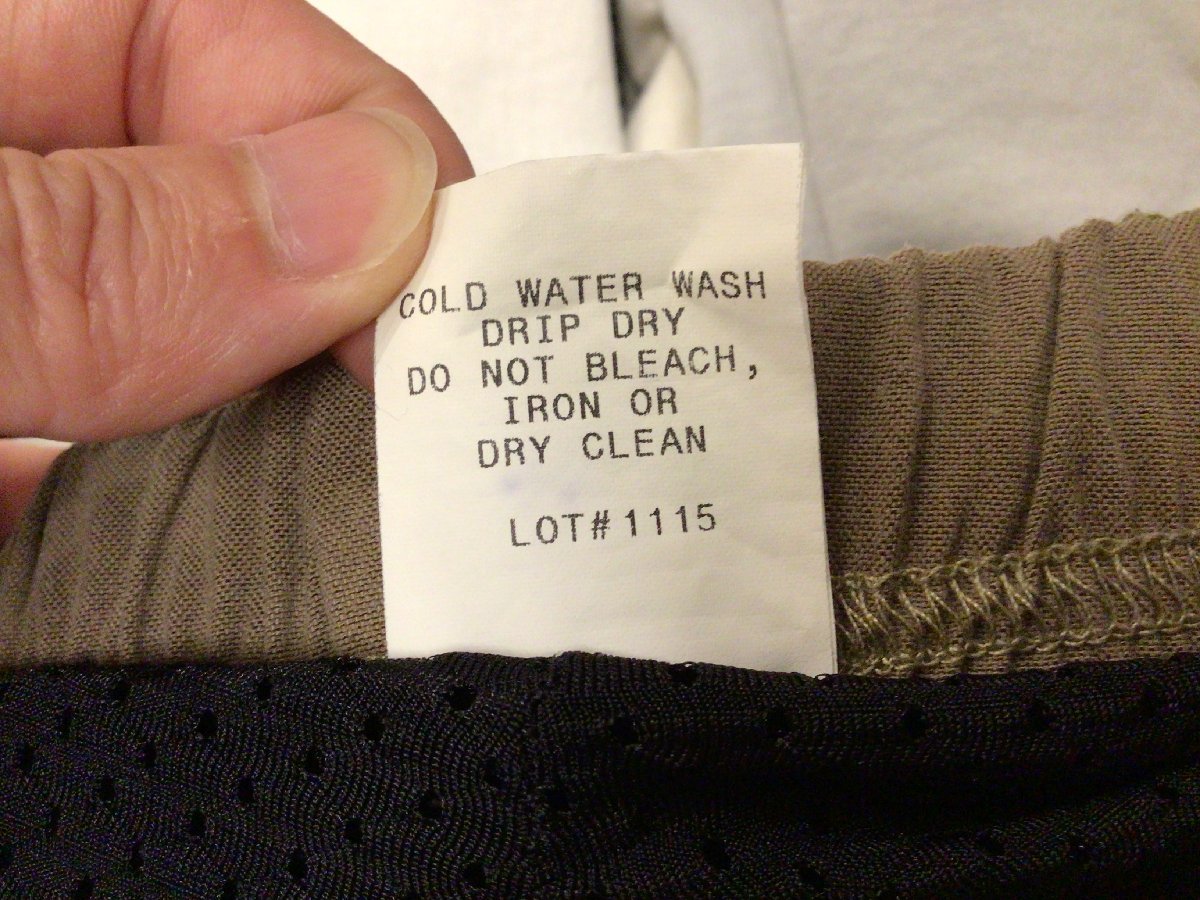 COLD WATER WASH
DRIP DRY
DO NOT BLEACH,
IRON OR
DRY CLEAN
LOT# 1115